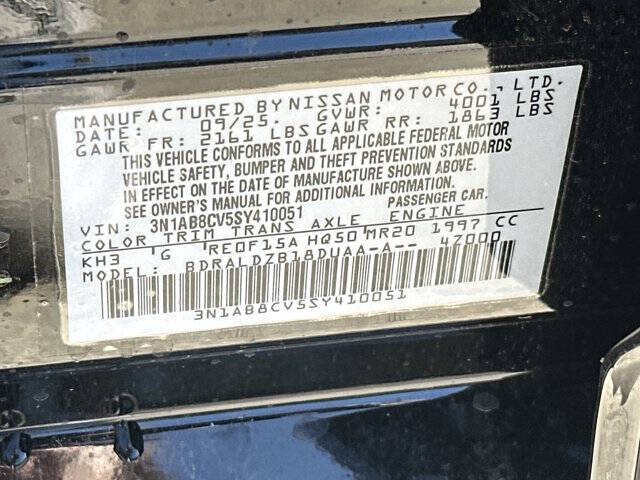 MANUFACTURED BY NISSAN MOTOR CO., LTD.
DATE: 09/25. GVWR: 4001 LBS
GAWR FR: 2161 LBS GAWR RR: 1863 LBS
THIS VEHICLE CONFORMS TO ALL APPLICABLE FEDERAL MOTOR
VEHICLE SAFETY, BUMPER, AND THEFT PREVENTION STANDARDS
IN EFFECT ON THE DATE OF MANUFACTURE SHOWN ABOVE.
SEE OWNER'S MANUAL FOR ADDITIONAL INFORMATION.
VIN: 3N1AB8CV5SY410051 PASSENGER CAR.
COLOR TRIM TRANS AXLE ENGINE
KH3 G RE0F15A HQ50 MR20 1997 CC
MODEL: BDRALDZB18DUAA-A-- 4Z000
3N1AB8CV5SY410051